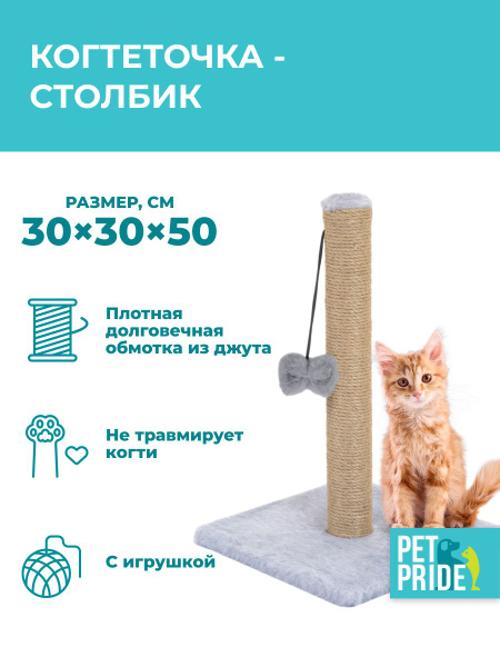 КОГТЕТОЧКА -
СТОЛБИК
РАЗМЕР, СМ
30×30×50
Плотная
долговечная
обмотка из джута
Не травмирует
когти
С игрушкой
PET
PRIDE